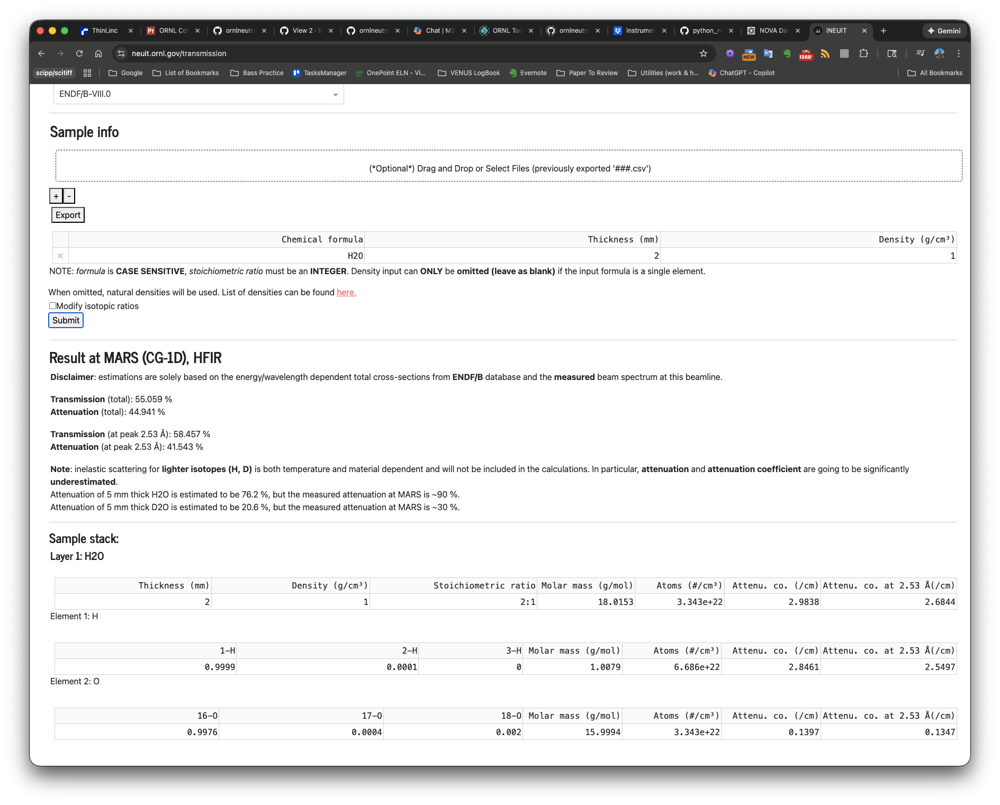 ThinLinc
ORNL Co
ornlneutr
View 2 · B
ornlneutr
Chat | M3
ORNL Too
ornlneutr
Instrumen
python_n
NOVA Da
iNEUIT
Gemini
neuit.ornl.gov/transmission
NEW
scipp/scitiff
Google
List of Bookmarks
Bass Practice
TasksManager
OnePoint ELN - Vi...
VENUS LogBook
Evernote
Paper To Review
Utilities (work & h...
ChatGPT - Copilot
All Bookmarks
ENDF/B-VIII.0
Sample info
(*Optional*) Drag and Drop or Select Files (previously exported '###.csv')
+ -
Export
Chemical formula Thickness (mm) Density (g/cm³)
× H2O 2 1
NOTE: formula is CASE SENSITIVE, stoichiometric ratio must be an INTEGER. Density input can ONLY be omitted (leave as blank) if the input formula is a single element.
When omitted, natural densities will be used. List of densities can be found here.
Modify isotopic ratios
Submit
Result at MARS (CG-1D), HFIR
Disclaimer: estimations are solely based on the energy/wavelength dependent total cross-sections from ENDF/B database and the measured beam spectrum at this beamline.
Transmission (total): 55.059 %
Attenuation (total): 44.941 %
Transmission (at peak 2.53 Å): 58.457 %
Attenuation (at peak 2.53 Å): 41.543 %
Note: inelastic scattering for lighter isotopes (H, D) is both temperature and material dependent and will not be included in the calculations. In particular, attenuation and attenuation coefficient are going to be significantly
underestimated.
Attenuation of 5 mm thick H2O is estimated to be 76.2 %, but the measured attenuation at MARS is ~90 %.
Attenuation of 5 mm thick D2O is estimated to be 20.6 %, but the measured attenuation at MARS is ~30 %.
Sample stack:
Layer 1: H2O
Thickness (mm) Density (g/cm³) Stoichiometric ratio Molar mass (g/mol) Atoms (#/cm³) Attenu. co. (/cm) Attenu. co. at 2.53 Å(/cm)
2 1 2:1 18.0153 3.343e+22 2.9838 2.6844
Element 1: H
1-H 2-H 3-H Molar mass (g/mol) Atoms (#/cm³) Attenu. co. (/cm) Attenu. co. at 2.53 Å(/cm)
0.9999 0.0001 0 1.0079 6.686e+22 2.8461 2.5497
Element 2: O
16-O 17-O 18-O Molar mass (g/mol) Atoms (#/cm³) Attenu. co. (/cm) Attenu. co. at 2.53 Å(/cm)
0.9976 0.0004 0.002 15.9994 3.343e+22 0.1397 0.1347